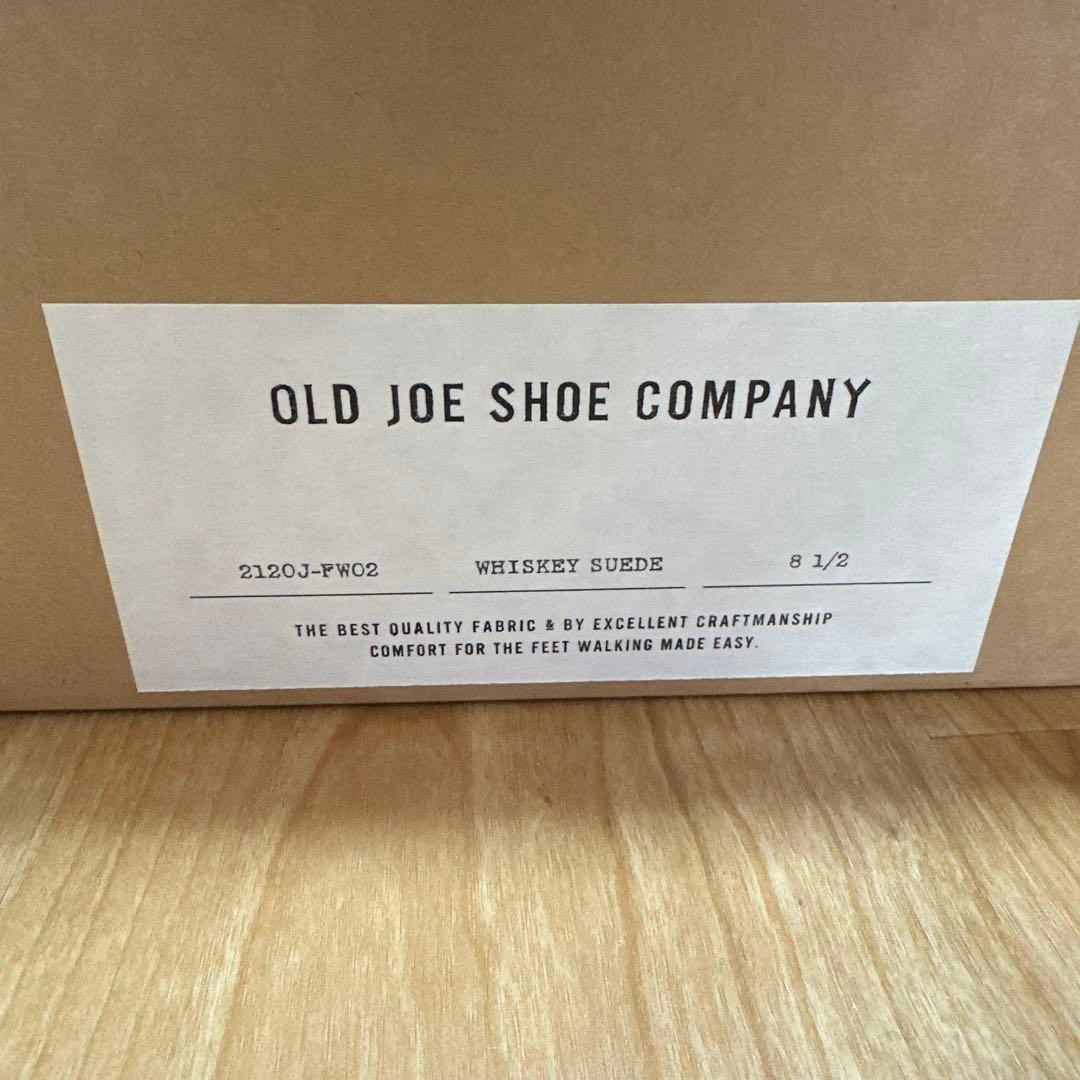 OLD JOE SHOE COMPANY
212OJ-FW02 WHISKEY SUEDE 8 1/2
THE BEST QUALITY FABRIC & BY EXCELLENT CRAFTMANSHIP
COMFORT FOR THE FEET WALKING MADE EASY.